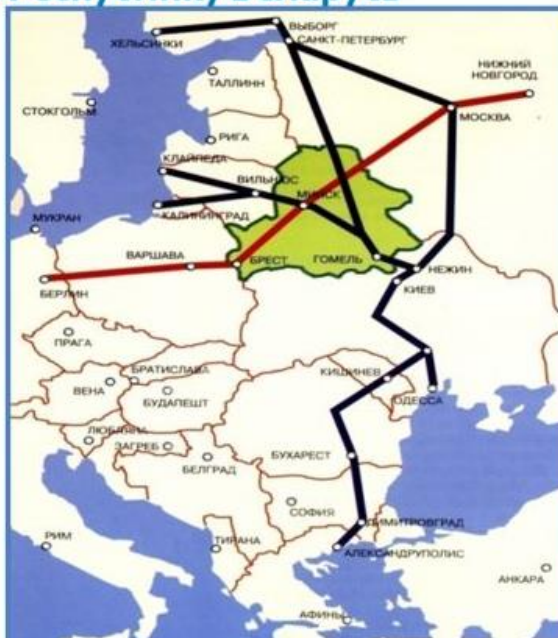 ВЫБОРГ
ХЕЛЬСИНКИ
САНКТ-ПЕТЕРБУРГ
НИЖНИЙ
НОВГОРОД
ТАЛЛИНН
СТОКГОЛЬМ
МОСКВА
РИГА
КЛАЙПЕДА
ВИЛЬНЮС
МИНСК
КАЛИНИНГРАД
МУКРАН
ВАРШАВА
БРЕСТ
ГОМЕЛЬ
НЕЖИН
БЕРЛИН
КИЕВ
ПРАГА
БРАТИСЛАВА
КИШИНЕВ
ВЕНА
БУДАПЕШТ
ОДЕССА
ЛЮБЛЯНА
ЗАГРЕБ
БУХАРЕСТ
БЕЛГРАД
СОФИЯ
ДИМИТРОВГРАД
РИМ
ТИРАНА
АЛЕКСАНДРУПОЛИС
АНКАРА
АФИНЫ